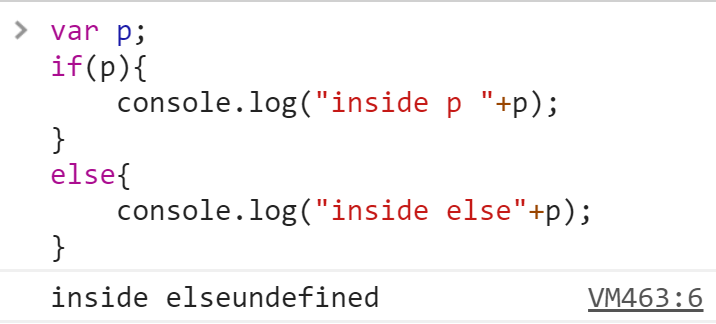 > var p;
if(p){
    console.log("inside p "+p);
}
else{
    console.log("inside else"+p);
}
inside elseundefined VM463:6